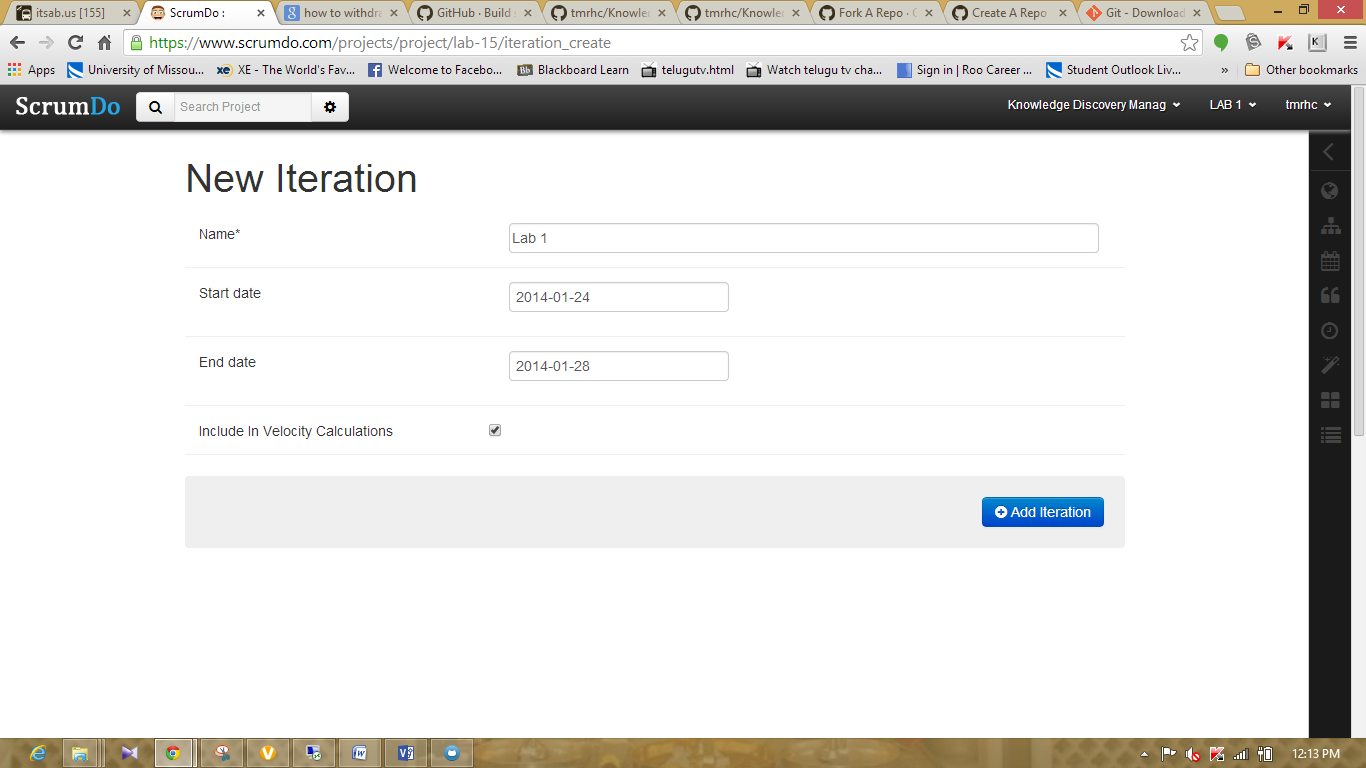 itsab.us [155] ScrumDo : how to withdra GitHub · Build s tmrhc/Knowle tmrhc/Knowle Fork A Repo · G Create A Repo Git - Download
https://www.scrumdo.com/projects/project/lab-15/iteration_create
Apps University of Missou... XE - The World's Fav... Welcome to Facebo... Bb Blackboard Learn telugutv.html Watch telugu tv cha... Sign in | Roo Career ... Student Outlook Liv... » Other bookmarks
ScrumDo Search Project Knowledge Discovery Manag LAB 1 tmrhc
New Iteration
Name* Lab 1
Start date 2014-01-24
End date 2014-01-28
Include In Velocity Calculations
Add Iteration
12:13 PM